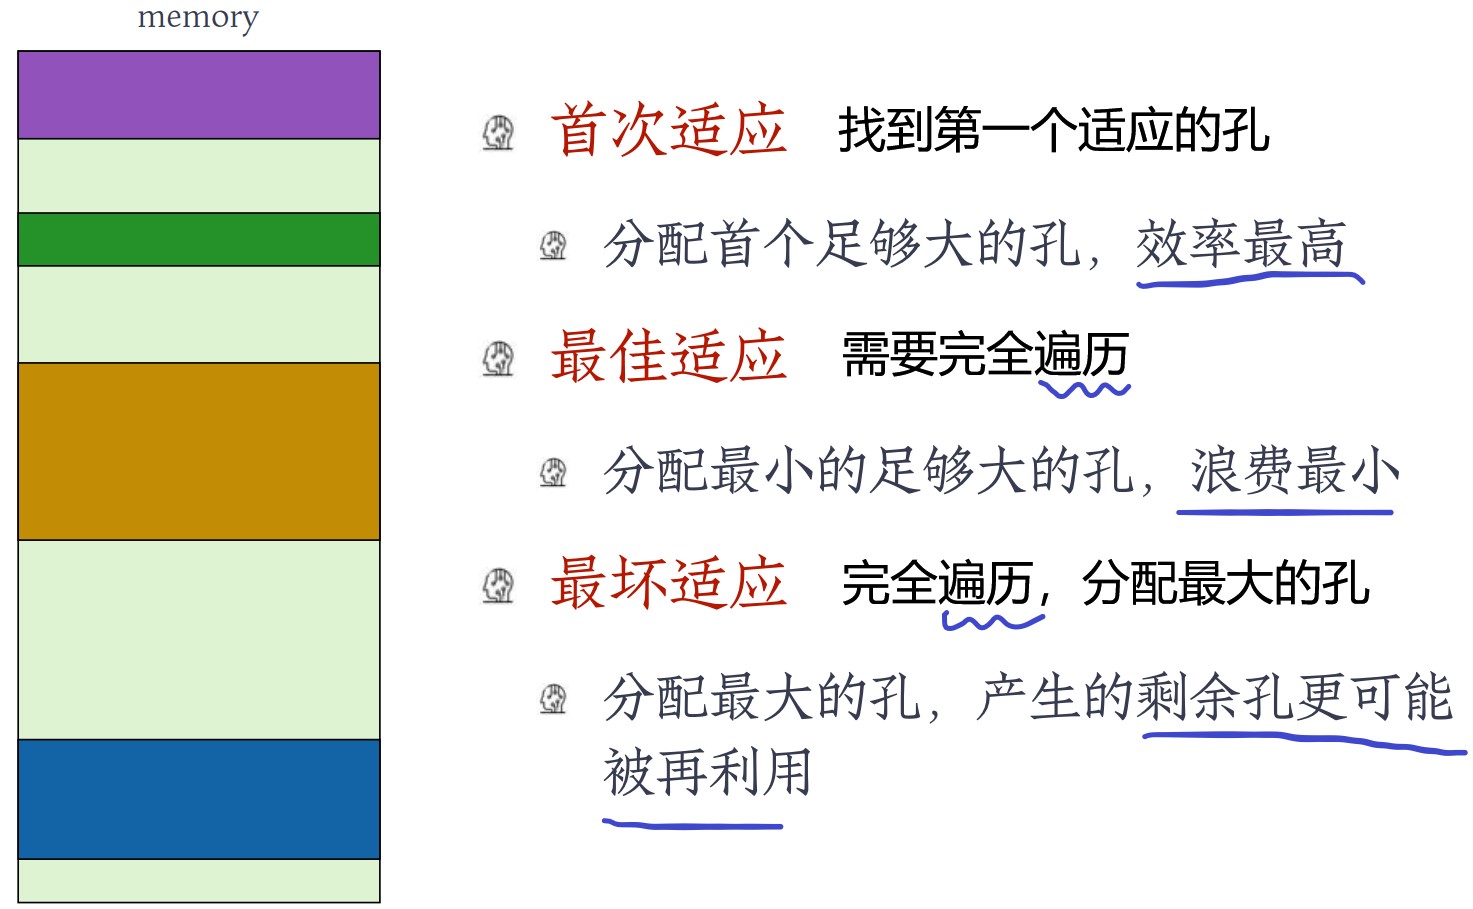 memory
首次适应 找到第一个适应的孔
分配首个足够大的孔，效率最高
最佳适应 需要完全遍历
分配最小的足够大的孔，浪费最小
最坏适应 完全遍历，分配最大的孔
分配最大的孔，产生的剩余孔更可能
被再利用